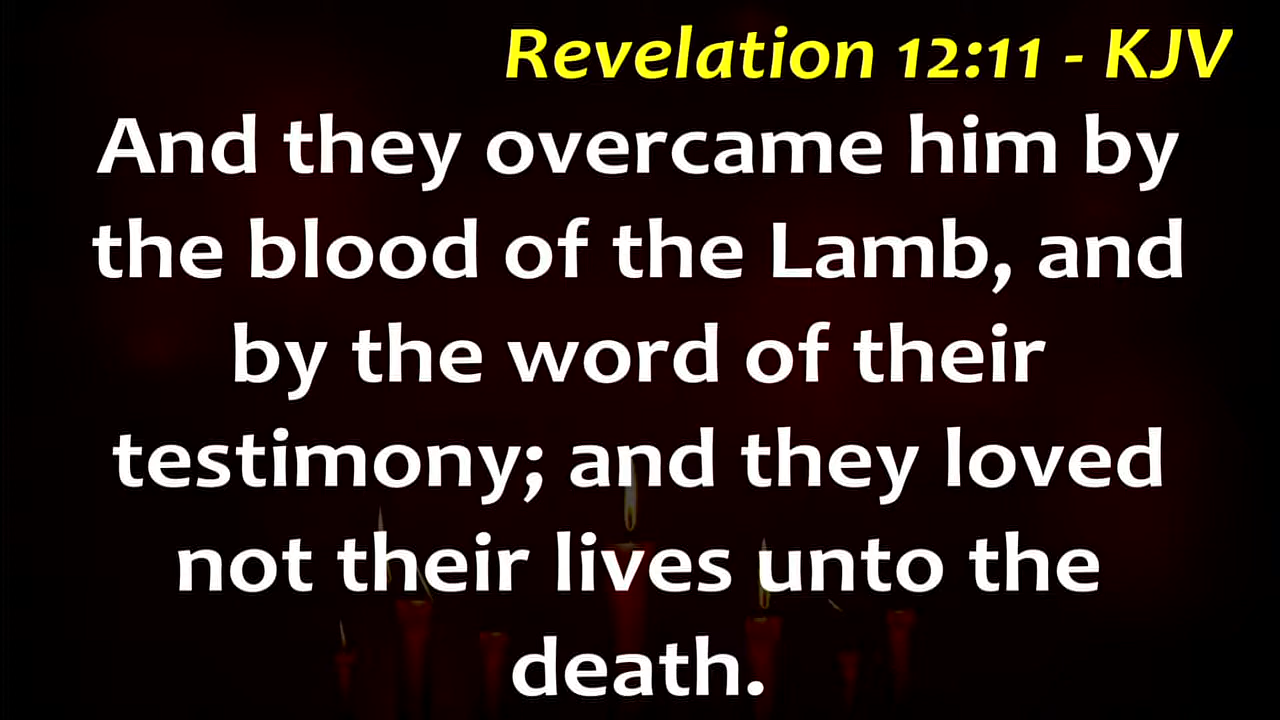 Revelation 12:11 - KJV
And they overcame him by
the blood of the Lamb, and
by the word of their
testimony; and they loved
not their lives unto the
death.